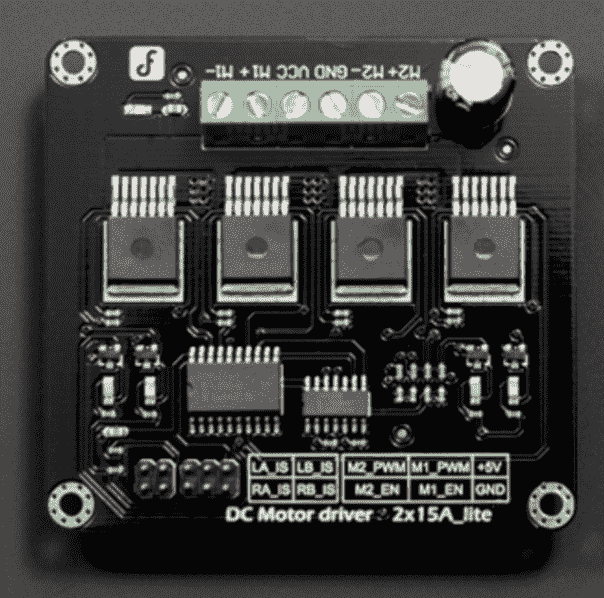 M1- M1+ VCC GND M2- M2+
LA_IS LB_IS M2_PWM M1_PWM +5V
RA_IS RB_IS M2_EN M1_EN GND
DC Motor driver - 2x15A_lite